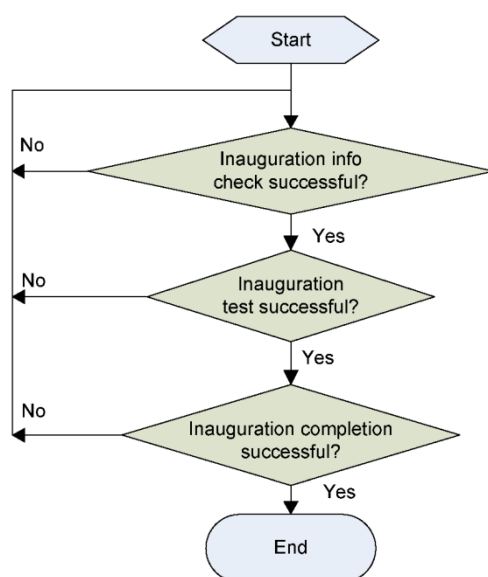 Start
No
Inauguration info
check successful?
Yes
No
Inauguration
test successful?
Yes
No
Inauguration completion
successful?
Yes
End